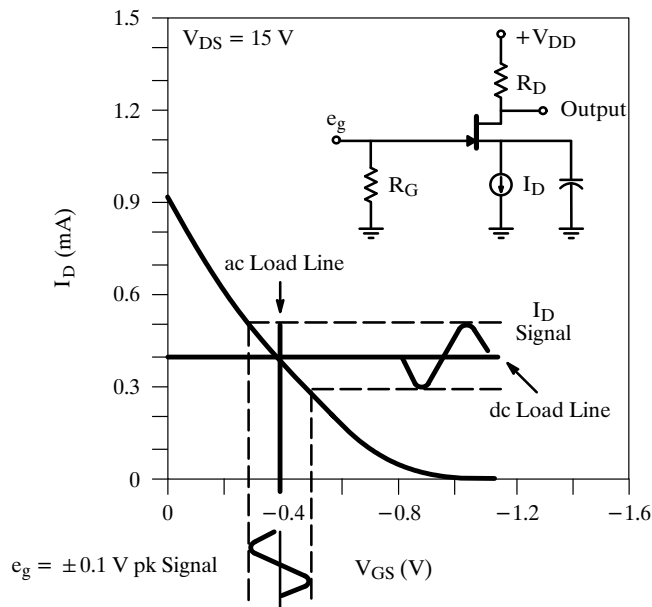 1.5
V_DS = 15 V
+V_DD
R_D
1.2
Output
e_g
R_G
I_D
0.9
I_D (mA)
ac Load Line
0.6
I_D
Signal
0.3
dc Load Line
0
0 −0.4 −0.8 −1.2 −1.6
e_g = ±0.1 V pk Signal
V_GS (V)